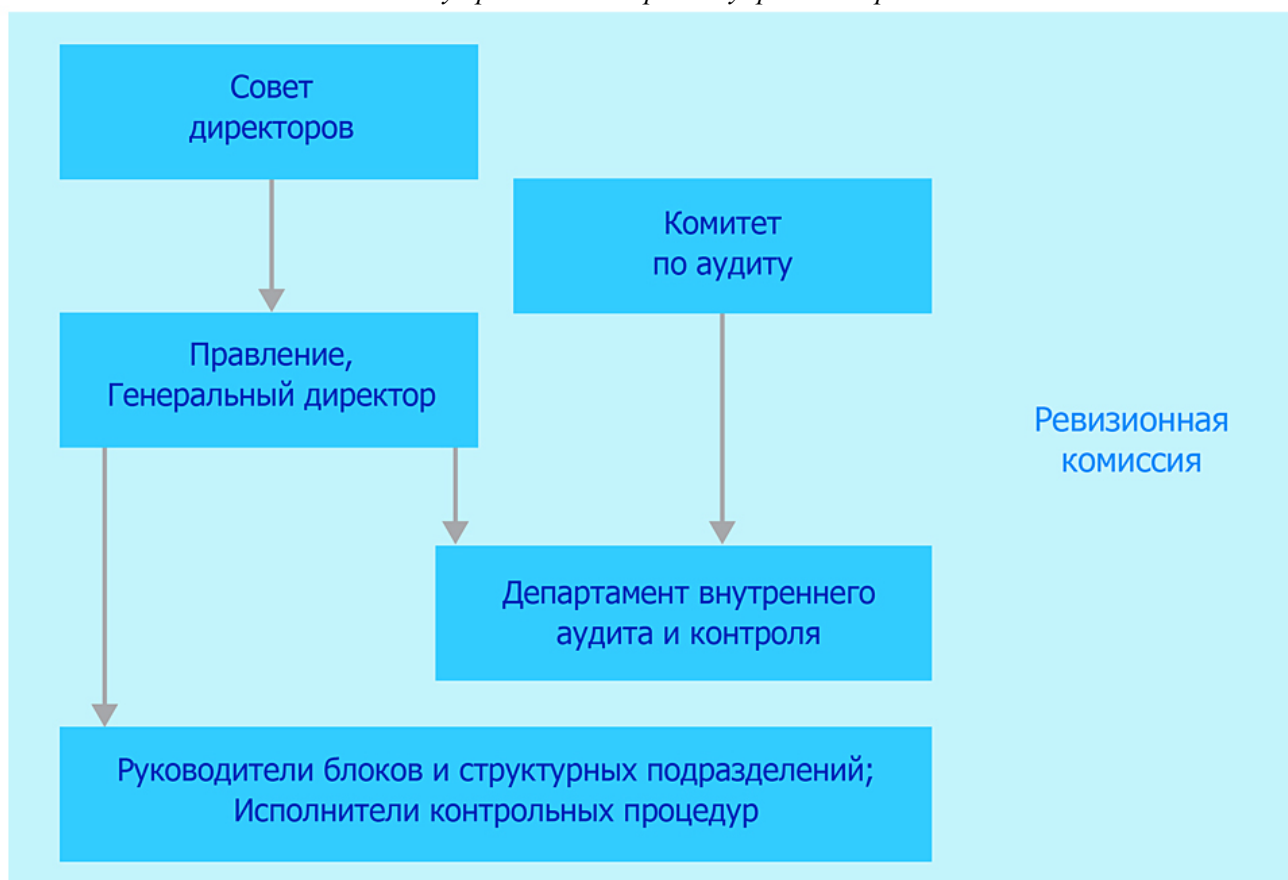 Совет
директоров
Комитет
по аудиту
Правление,
Генеральный директор
Ревизионная
комиссия
Департамент внутреннего
аудита и контроля
Руководители блоков и структурных подразделений;
Исполнители контрольных процедур